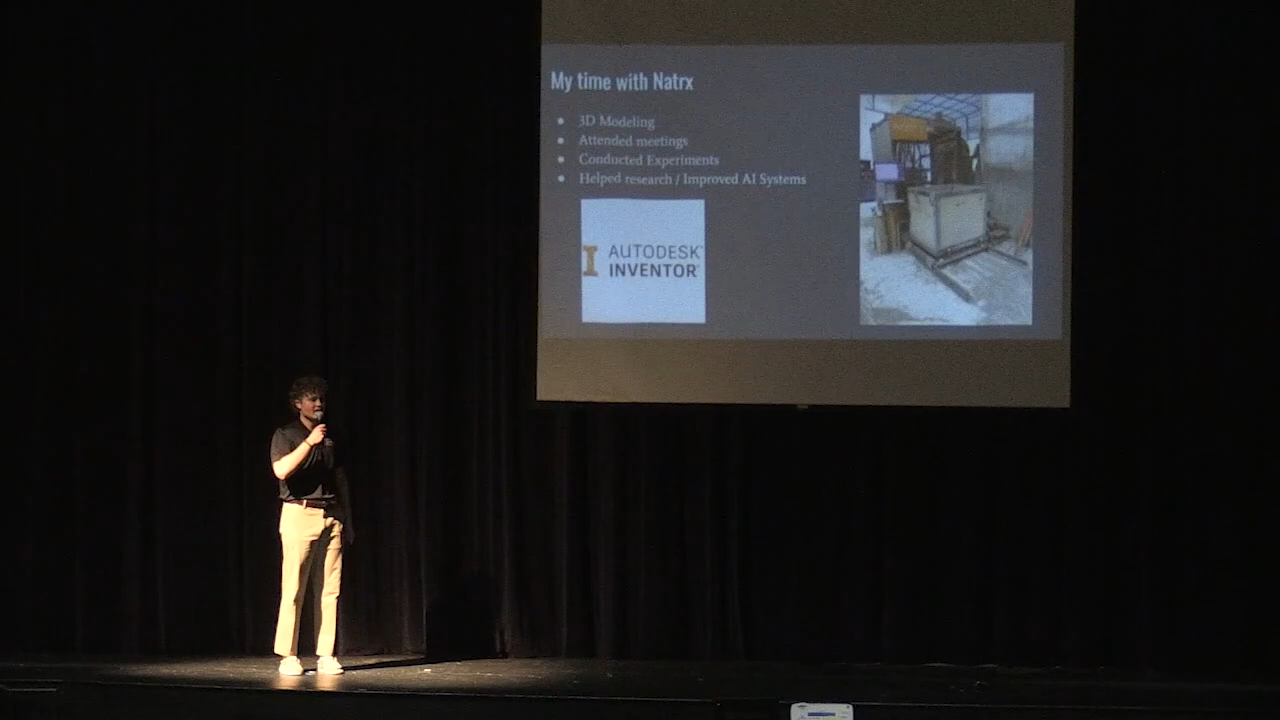 My time with Natrx
● 3D Modeling
● Attended meetings
● Conducted Experiments
● Helped research / Improved AI Systems
I AUTODESK
INVENTOR